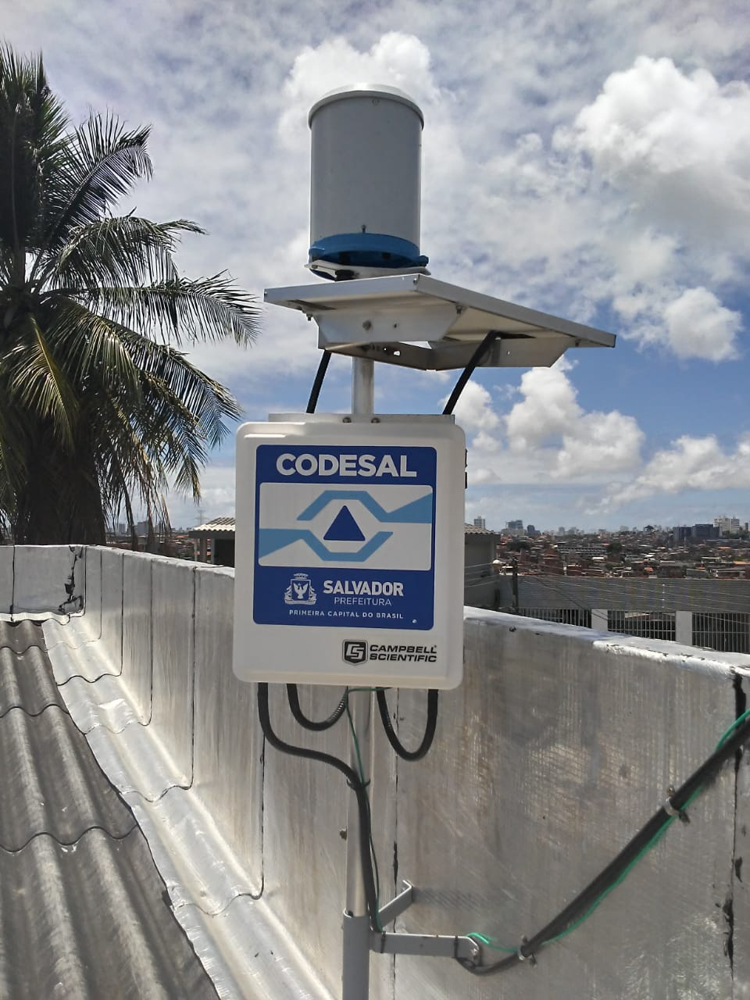 CODESAL
SALVADOR
PREFEITURA
PRIMEIRA CAPITAL DO BRASIL
CAMPBELL
SCIENTIFIC